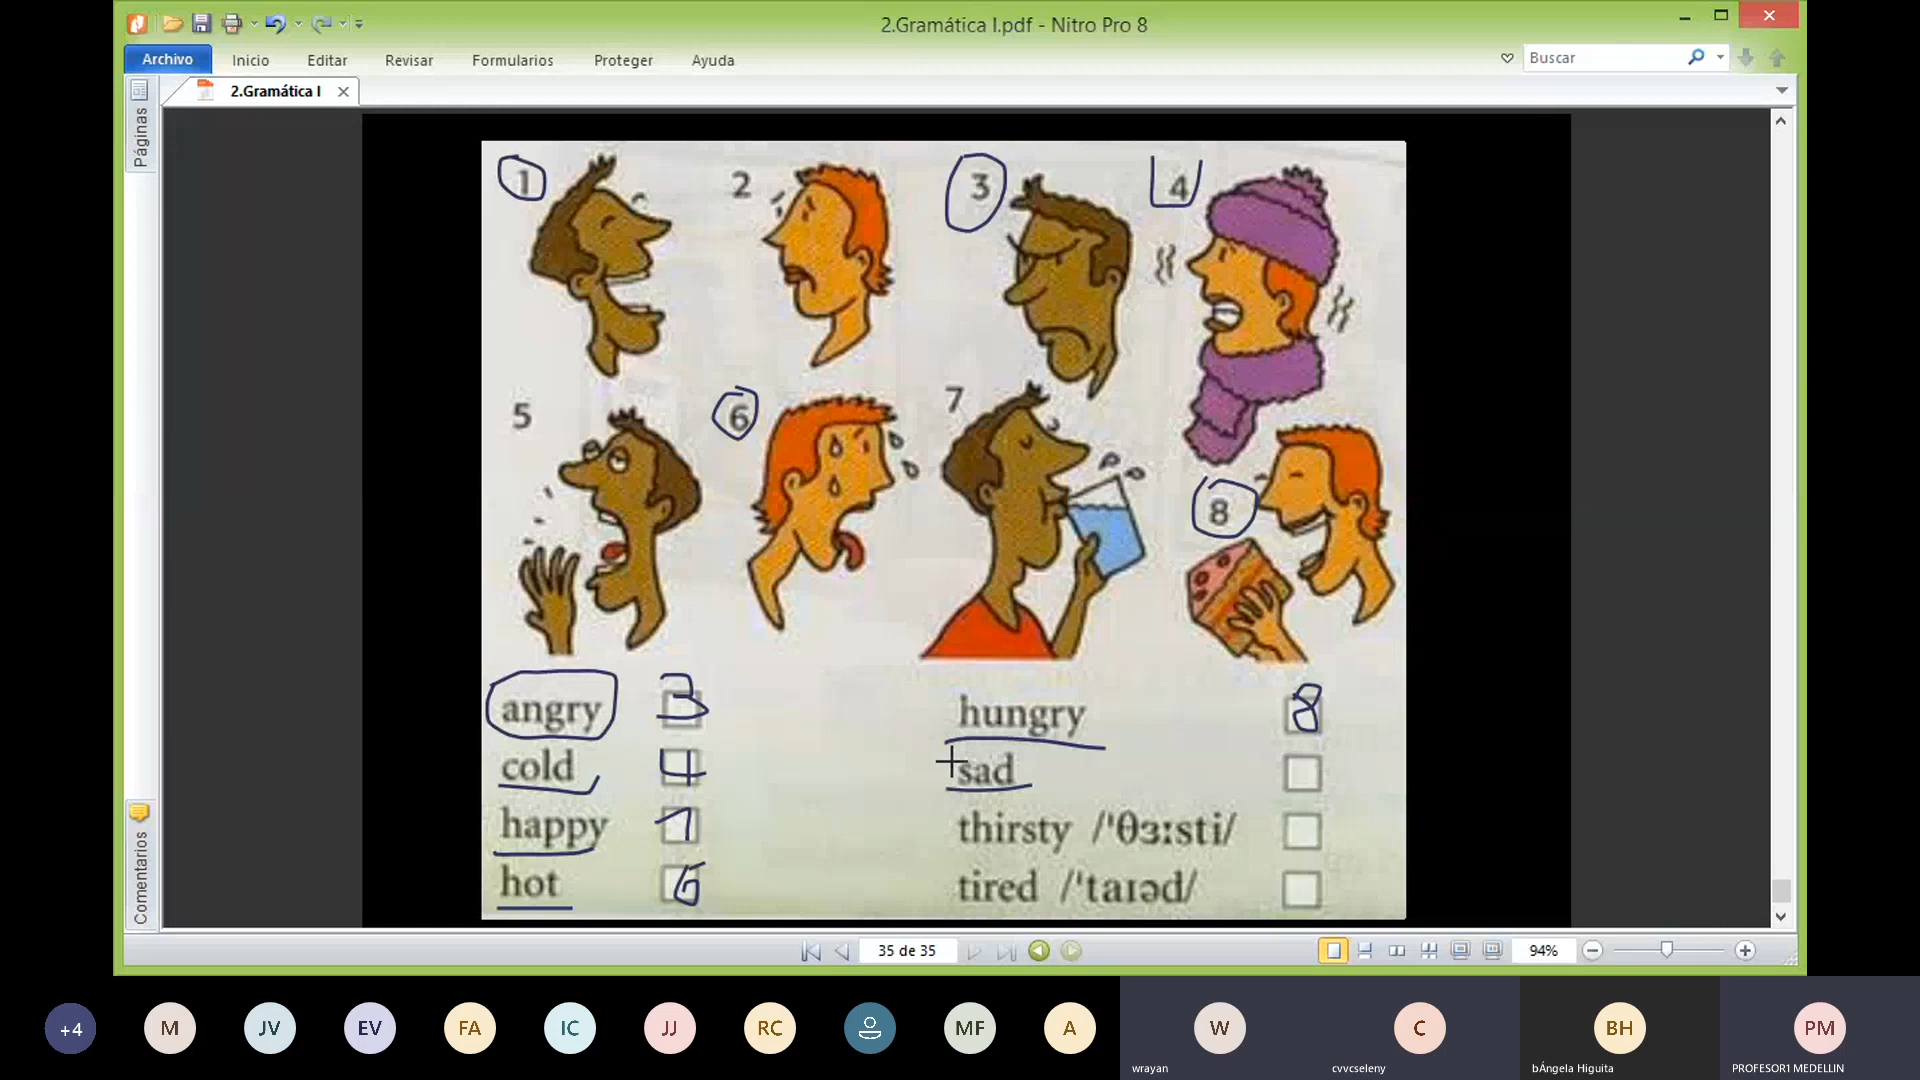 2.Gramática I.pdf - Nitro Pro 8
Archivo Inicio Editar Revisar Formularios Proteger Ayuda
Buscar
2.Gramática I
Páginas
1 2 3 4
5 6 7
8
angry 3
hungry 8
cold 4
sad
happy 1
thirsty /ˈθɜːsti/
hot 6
tired /ˈtaɪəd/
Comentarios
35 de 35
94%
+4 M JV EV FA IC JJ RC MF A W C BH PM
wrayan cvvcseleny bÁngela Higuita PROFESOR1 MEDELLIN